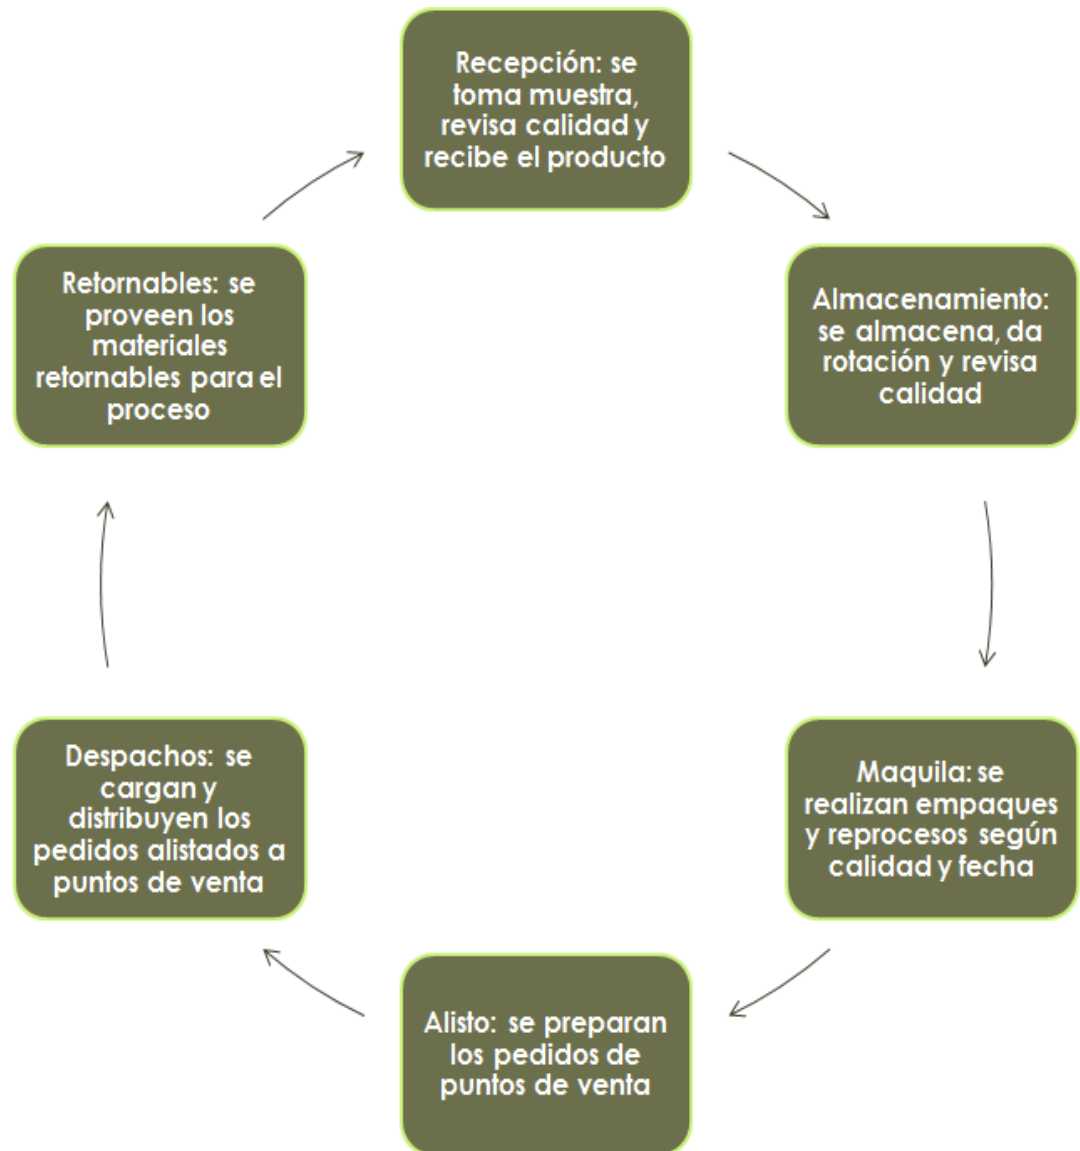 Recepción: se
toma muestra,
revisa calidad y
recibe el producto
Almacenamiento:
se almacena, da
rotación y revisa
calidad
Maquila: se
realizan empaques
y reprocesos según
calidad y fecha
Alisto: se preparan
los pedidos de
puntos de venta
Despachos: se
cargan y
distribuyen los
pedidos alistados a
puntos de venta
Retornables: se
proveen los
materiales
retornables para el
proceso